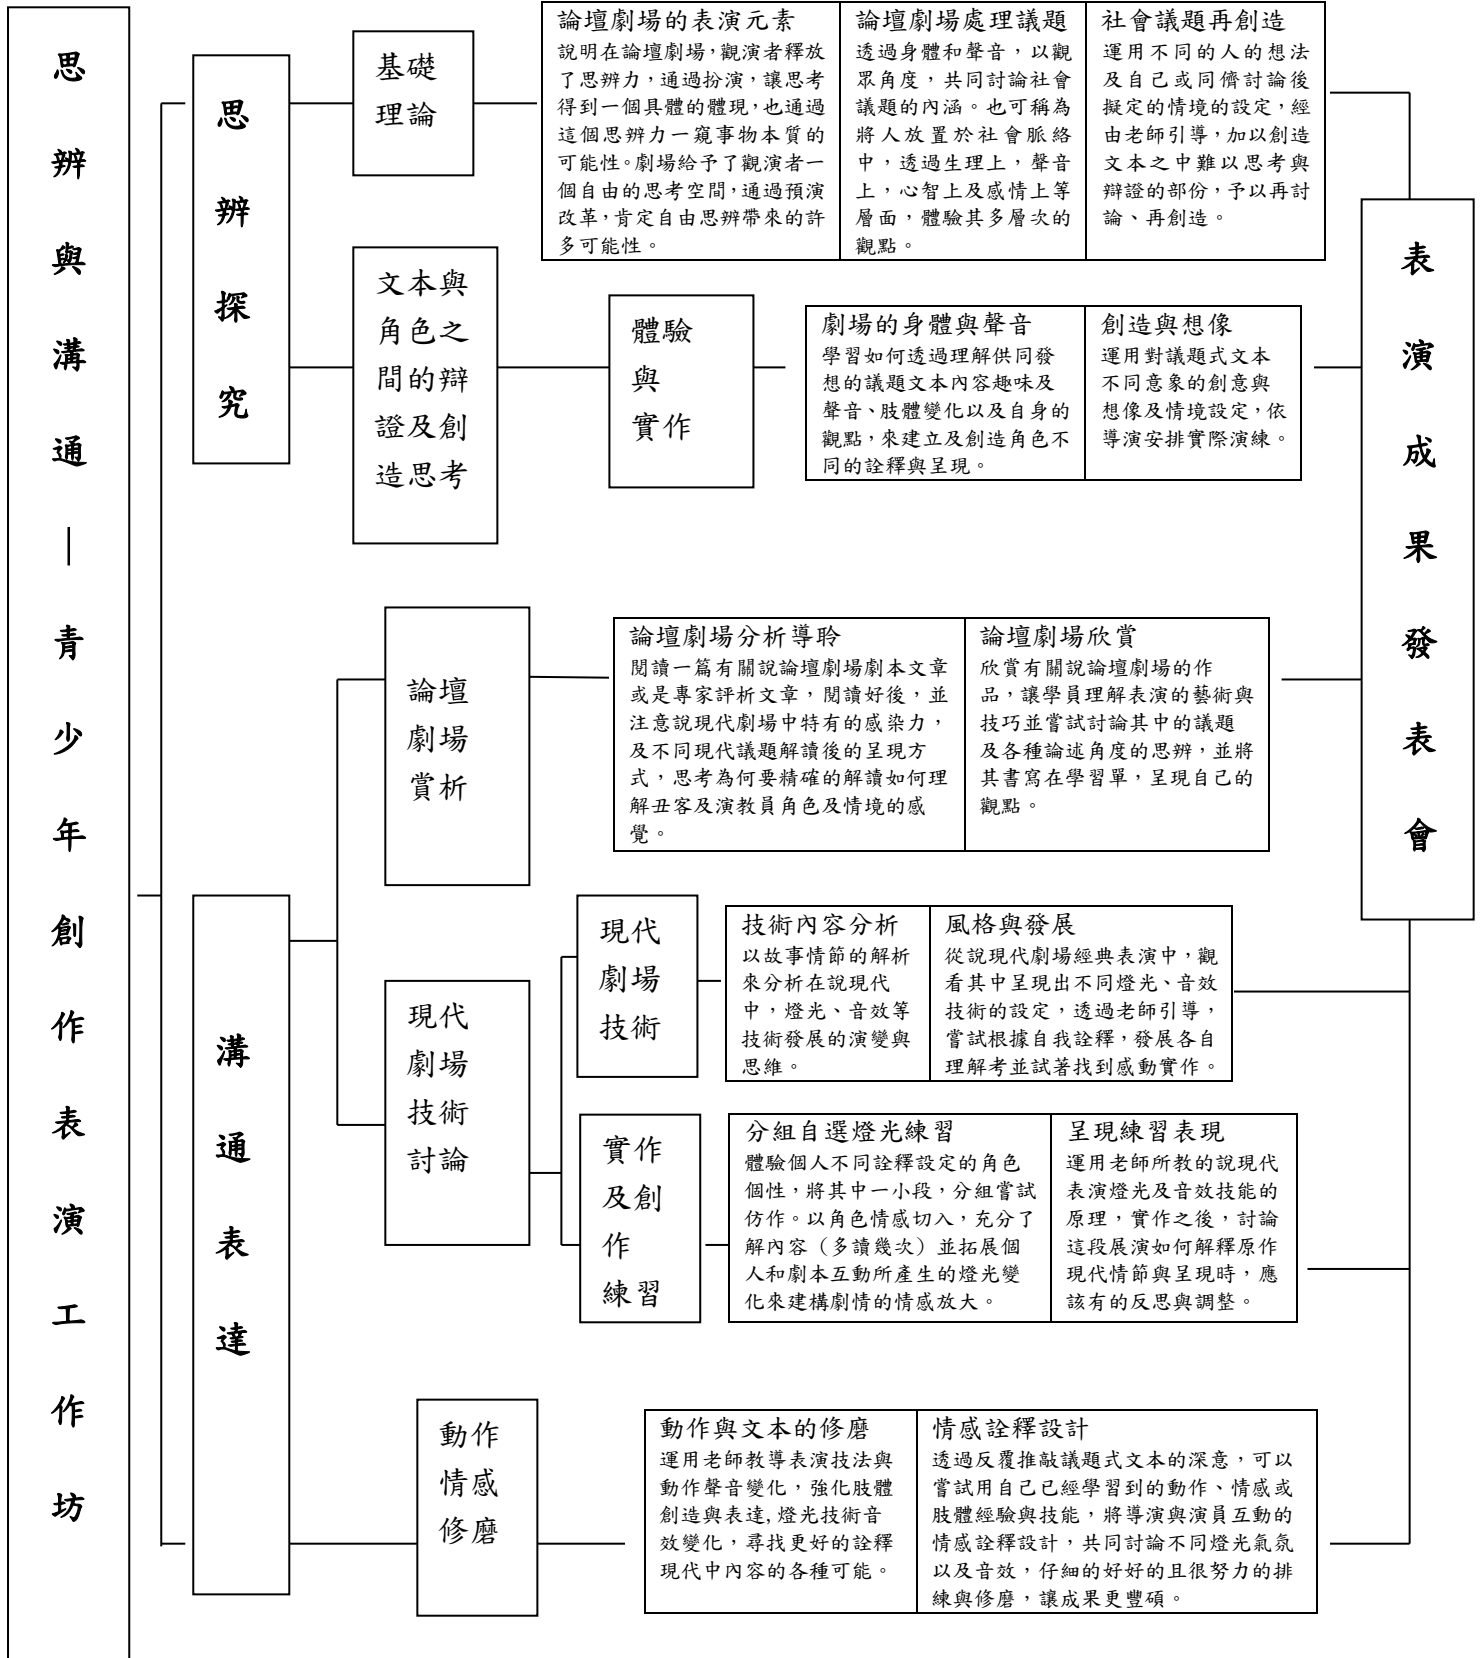 思辨與溝通｜青少年創作表演工作坊
思辨探究
基礎
理論
論壇劇場的表演元素
說明在論壇劇場，觀演者釋放
了思辨力，通過扮演，讓思考
得到一個具體的體現，也通過
這個思辨力一窺事物本質的
可能性。劇場給予了觀演者一
個自由的思考空間，通過預演
改革，肯定自由思辨帶來的許
多可能性。
論壇劇場處理議題
透過身體和聲音，以觀
眾角度，共同討論社會
議題的內涵。也可稱為
將人放置於社會脈絡
中，透過生理上，聲音
上，心智上及感情上等
層面，體驗其多層次的
觀點。
社會議題再創造
運用不同的人的想法
及自己或同儕討論後
擬定的情境的設定，經
由老師引導，加以創造
文本之中難以思考與
辯證的部份，予以再討
論、再創造。
文本與
角色之
間的辯
證及創
造思考
體驗
與
實作
劇場的身體與聲音
學習如何透過理解供同發
想的議題文本內容趣味及
聲音、肢體變化以及自身的
觀點，來建立及創造角色不
同的詮釋與呈現。
創造與想像
運用對議題式文本
不同意象的創意與
想像及情境設定，依
導演安排實際演練。
表演成果發表會
溝通表達
論壇
劇場
賞析
論壇劇場分析導聆
閱讀一篇有關說論壇劇場劇本文章
或是專家評析文章，閱讀好後，並
注意說現代劇場中特有的感染力，
及不同現代議題解讀後的呈現方
式，思考為何要精確的解讀如何理
解丑客及演教員角色及情境的感
覺。
論壇劇場欣賞
欣賞有關說論壇劇場的作
品，讓學員理解表演的藝術與
技巧並嘗試討論其中的議題
及各種論述角度的思辨，並將
其書寫在學習單，呈現自己的
觀點。
現代
劇場
技術
討論
現代
劇場
技術
技術內容分析
以故事情節的解析
來分析在說現代
中，燈光、音效等
技術發展的演變與
思維。
風格與發展
從說現代劇場經典表演中，觀
看其中呈現出不同燈光、音效
技術的設定，透過老師引導，
嘗試根據自我詮釋，發展各自
理解考並試著找到感動實作。
實作
及創
作
練習
分組自選燈光練習
體驗個人不同詮釋設定的角色
個性，將其中一小段，分組嘗試
仿作。以角色情感切入，充分了
解內容（多讀幾次）並拓展個
人和劇本互動所產生的燈光變
化來建構劇情的情感放大。
呈現練習表現
運用老師所教的說現代
表演燈光及音效技能的
原理，實作之後，討論
這段展演如何解釋原作
現代情節與呈現時，應
該有的反思與調整。
動作
情感
修磨
動作與文本的修磨
運用老師教導表演技法與
動作聲音變化，強化肢體
創造與表達,燈光技術音
效變化，尋找更好的詮釋
現代中內容的各種可能。
情感詮釋設計
透過反覆推敲議題式文本的深意，可以
嘗試用自己已經學習到的動作、情感或
肢體經驗與技能，將導演與演員互動的
情感詮釋設計，共同討論不同燈光氣氛
以及音效，仔細的好好的且很努力的排
練與修磨，讓成果更豐碩。